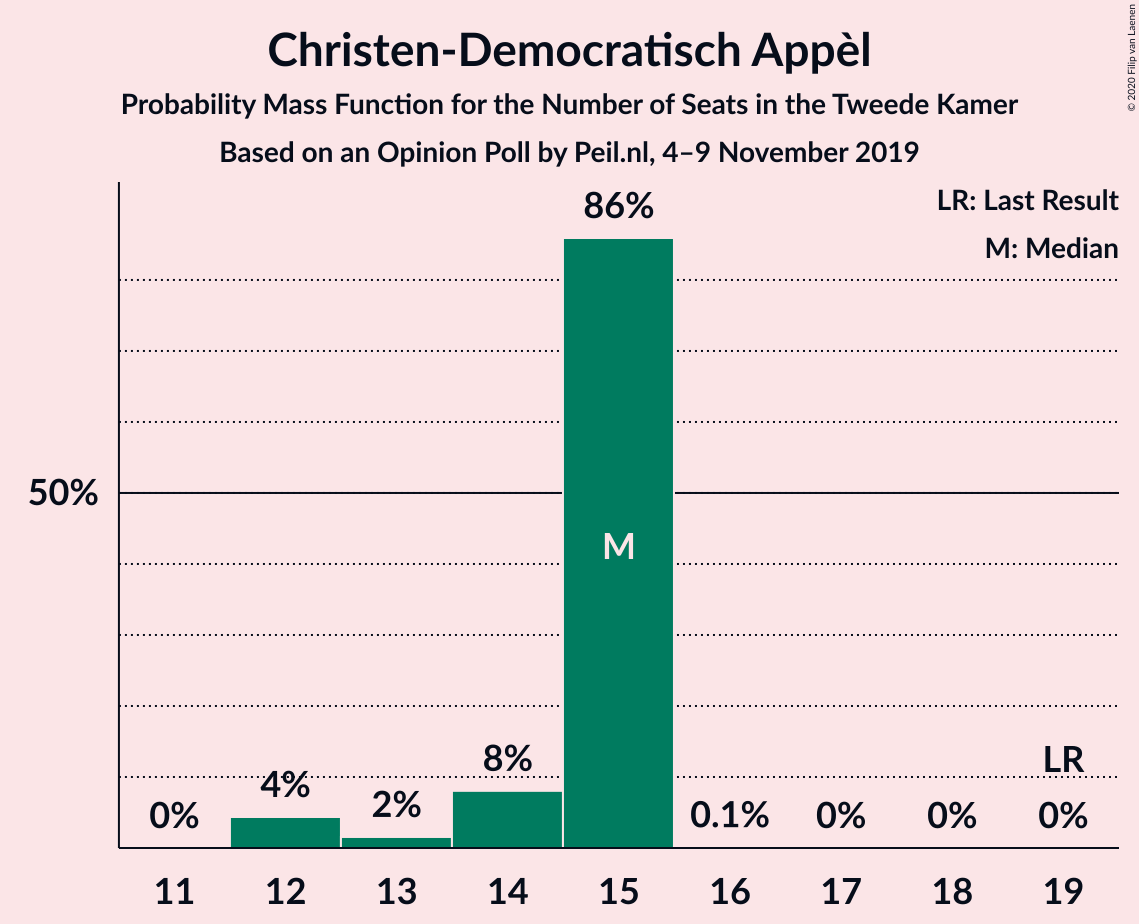 Christen-Democratisch Appèl
Probability Mass Function for the Number of Seats in the Tweede Kamer
Based on an Opinion Poll by Peil.nl, 4–9 November 2019
© 2020 Filip van Laenen
LR: Last Result
M: Median
86%
50%
M
8%
LR
4%
2%
0%
0.1%
0%
0%
0%
11 12 13 14 15 16 17 18 19